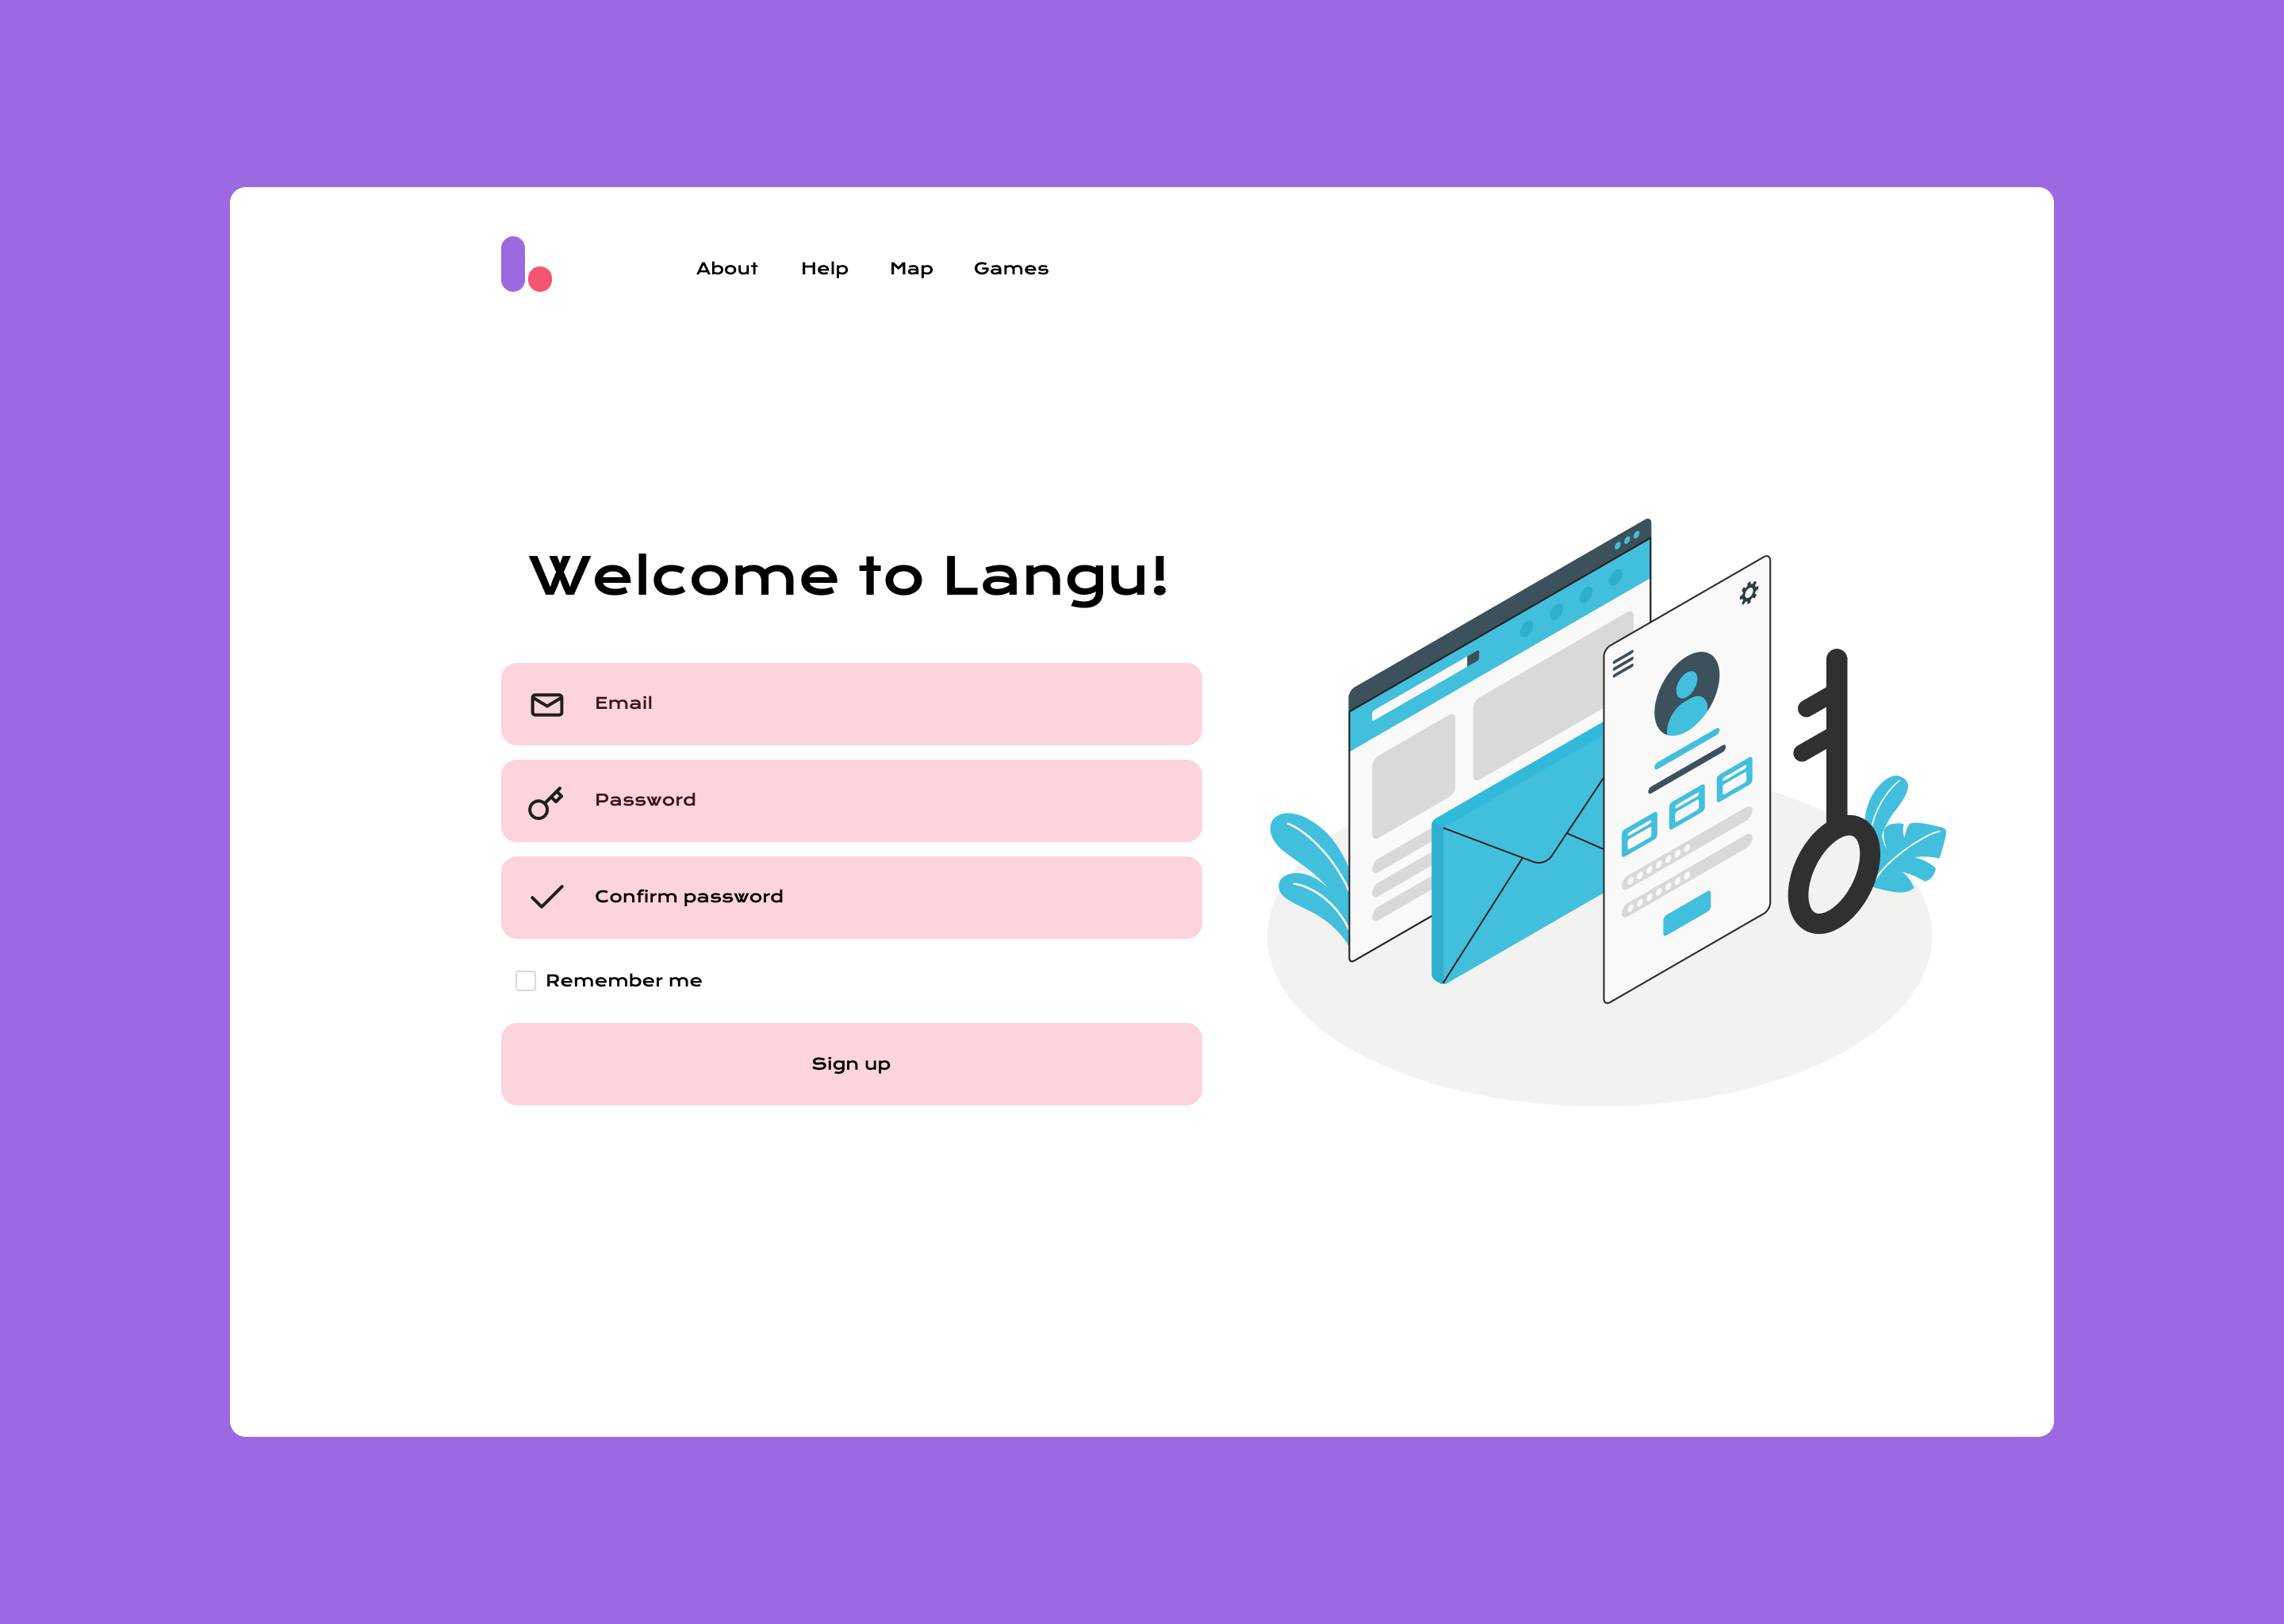 About Help Map Games
Welcome to Langu!
Email
Password
Confirm password
Remember me
Sign up